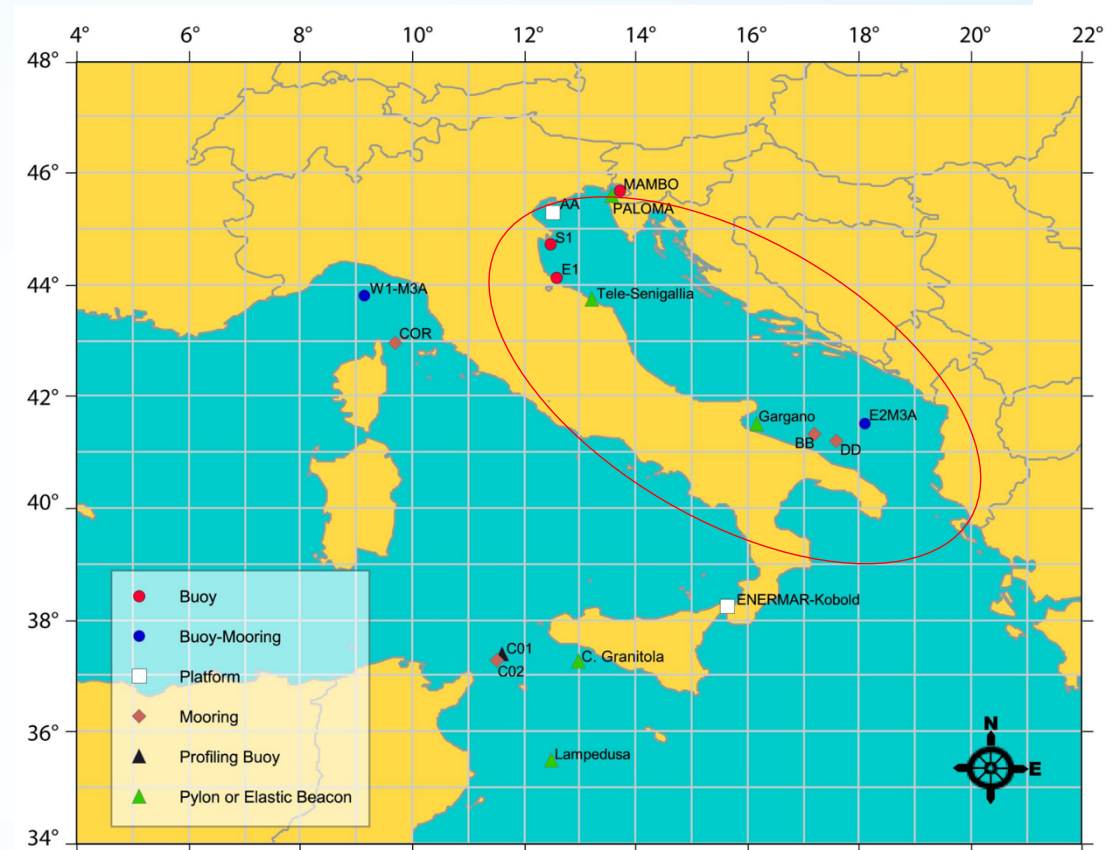 4° 6° 8° 10° 12° 14° 16° 18° 20° 22°
48°
46°
MAMBO
AA
PALOMA
S1
E1
44°
W1-M3A
Tele-Senigallia
COR
42°
Gargano
E2M3A
BB
DD
40°
Buoy
ENERMAR-Kobold
38°
Buoy-Mooring
C01
C. Granitola
C02
Platform
Mooring
36°
N
Profiling Buoy
Lampedusa
E
Pylon or Elastic Beacon
34°